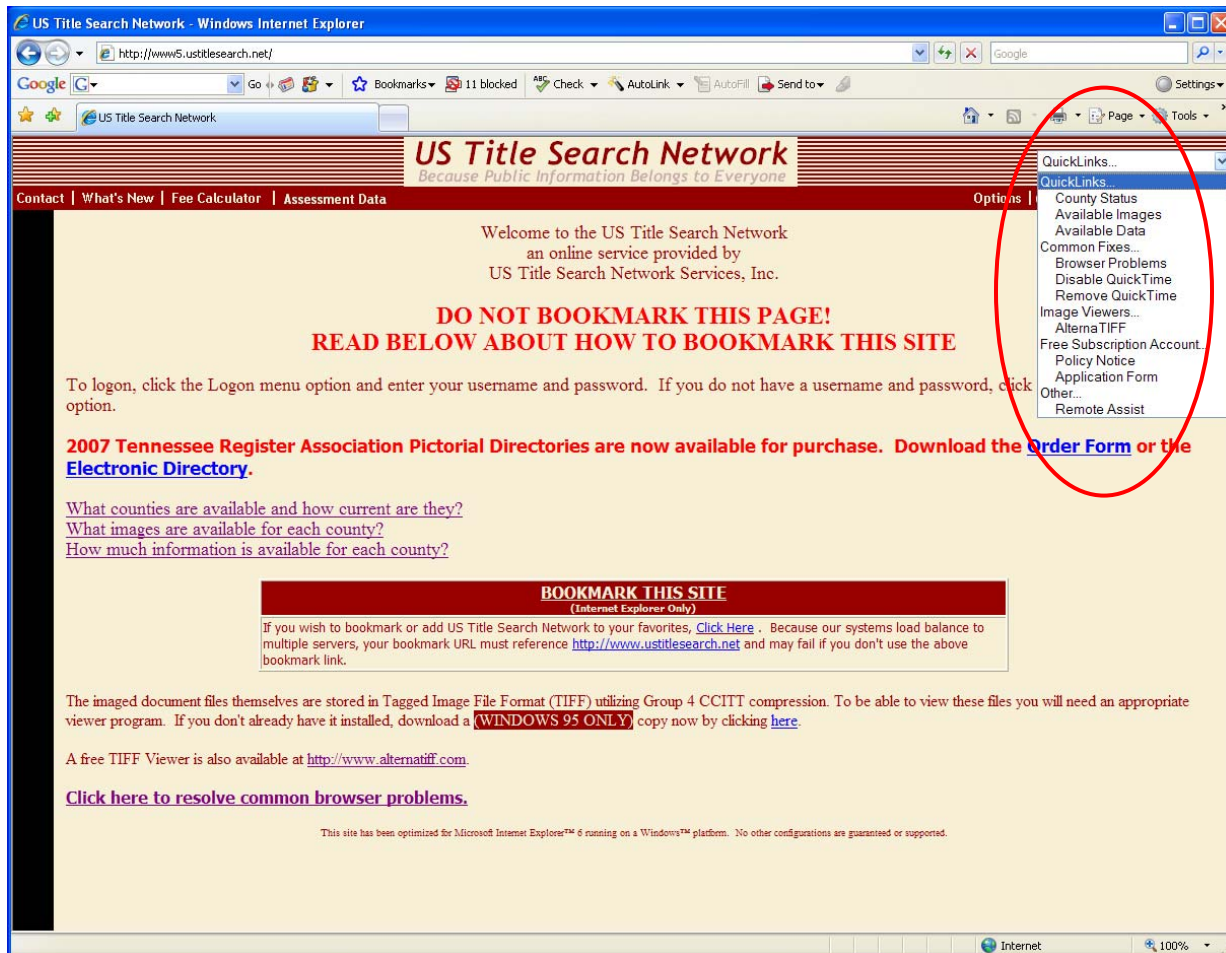 US Title Search Network - Windows Internet Explorer
http://www5.ustitlesearch.net/
Google
Google G Go Bookmarks 11 blocked ABC Check AutoLink AutoFill Send to Settings
US Title Search Network
Page Tools
US Title Search Network
Because Public Information Belongs to Everyone
QuickLinks...
Contact | What's New | Fee Calculator | Assessment Data
Options |
QuickLinks...
County Status
Available Images
Available Data
Common Fixes...
Browser Problems
Disable QuickTime
Remove QuickTime
Image Viewers...
AlternaTIFF
Free Subscription Account...
Policy Notice
Application Form
Other...
Remote Assist
Welcome to the US Title Search Network
an online service provided by
US Title Search Network Services, Inc.
DO NOT BOOKMARK THIS PAGE!
READ BELOW ABOUT HOW TO BOOKMARK THIS SITE
To logon, click the Logon menu option and enter your username and password. If you do not have a username and password, click
option.
2007 Tennessee Register Association Pictorial Directories are now available for purchase. Download the Order Form or the
Electronic Directory.
What counties are available and how current are they?
What images are available for each county?
How much information is available for each county?
BOOKMARK THIS SITE
(Internet Explorer Only)
If you wish to bookmark or add US Title Search Network to your favorites, Click Here . Because our systems load balance to
multiple servers, your bookmark URL must reference http://www.ustitlesearch.net and may fail if you don't use the above
bookmark link.
The imaged document files themselves are stored in Tagged Image File Format (TIFF) utilizing Group 4 CCITT compression. To be able to view these files you will need an appropriate
viewer program. If you don't already have it installed, download a (WINDOWS 95 ONLY) copy now by clicking here.
A free TIFF Viewer is also available at http://www.alternatiff.com.
Click here to resolve common browser problems.
This site has been optimized for Microsoft Internet Explorer™ 6 running on a Windows™ platform. No other configurations are guaranteed or supported.
Internet 100%